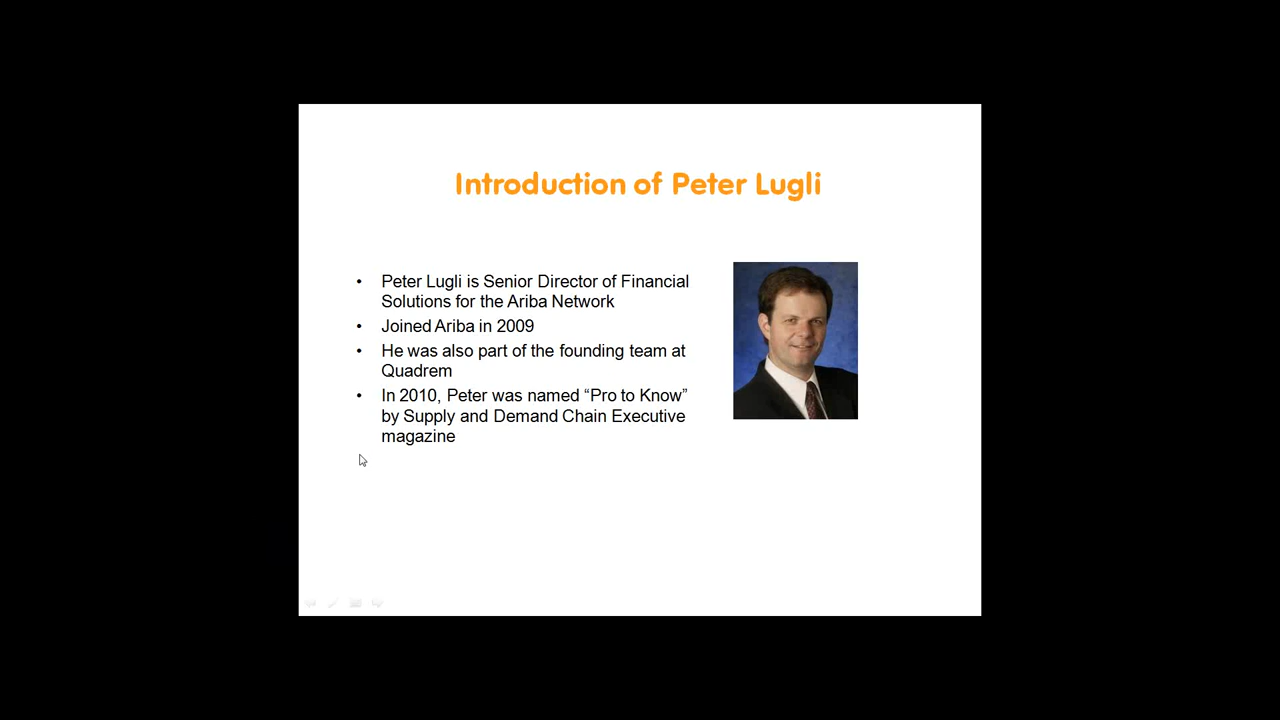 Introduction of Peter Lugli
• Peter Lugli is Senior Director of Financial
Solutions for the Ariba Network
• Joined Ariba in 2009
• He was also part of the founding team at
Quadrem
• In 2010, Peter was named “Pro to Know”
by Supply and Demand Chain Executive
magazine